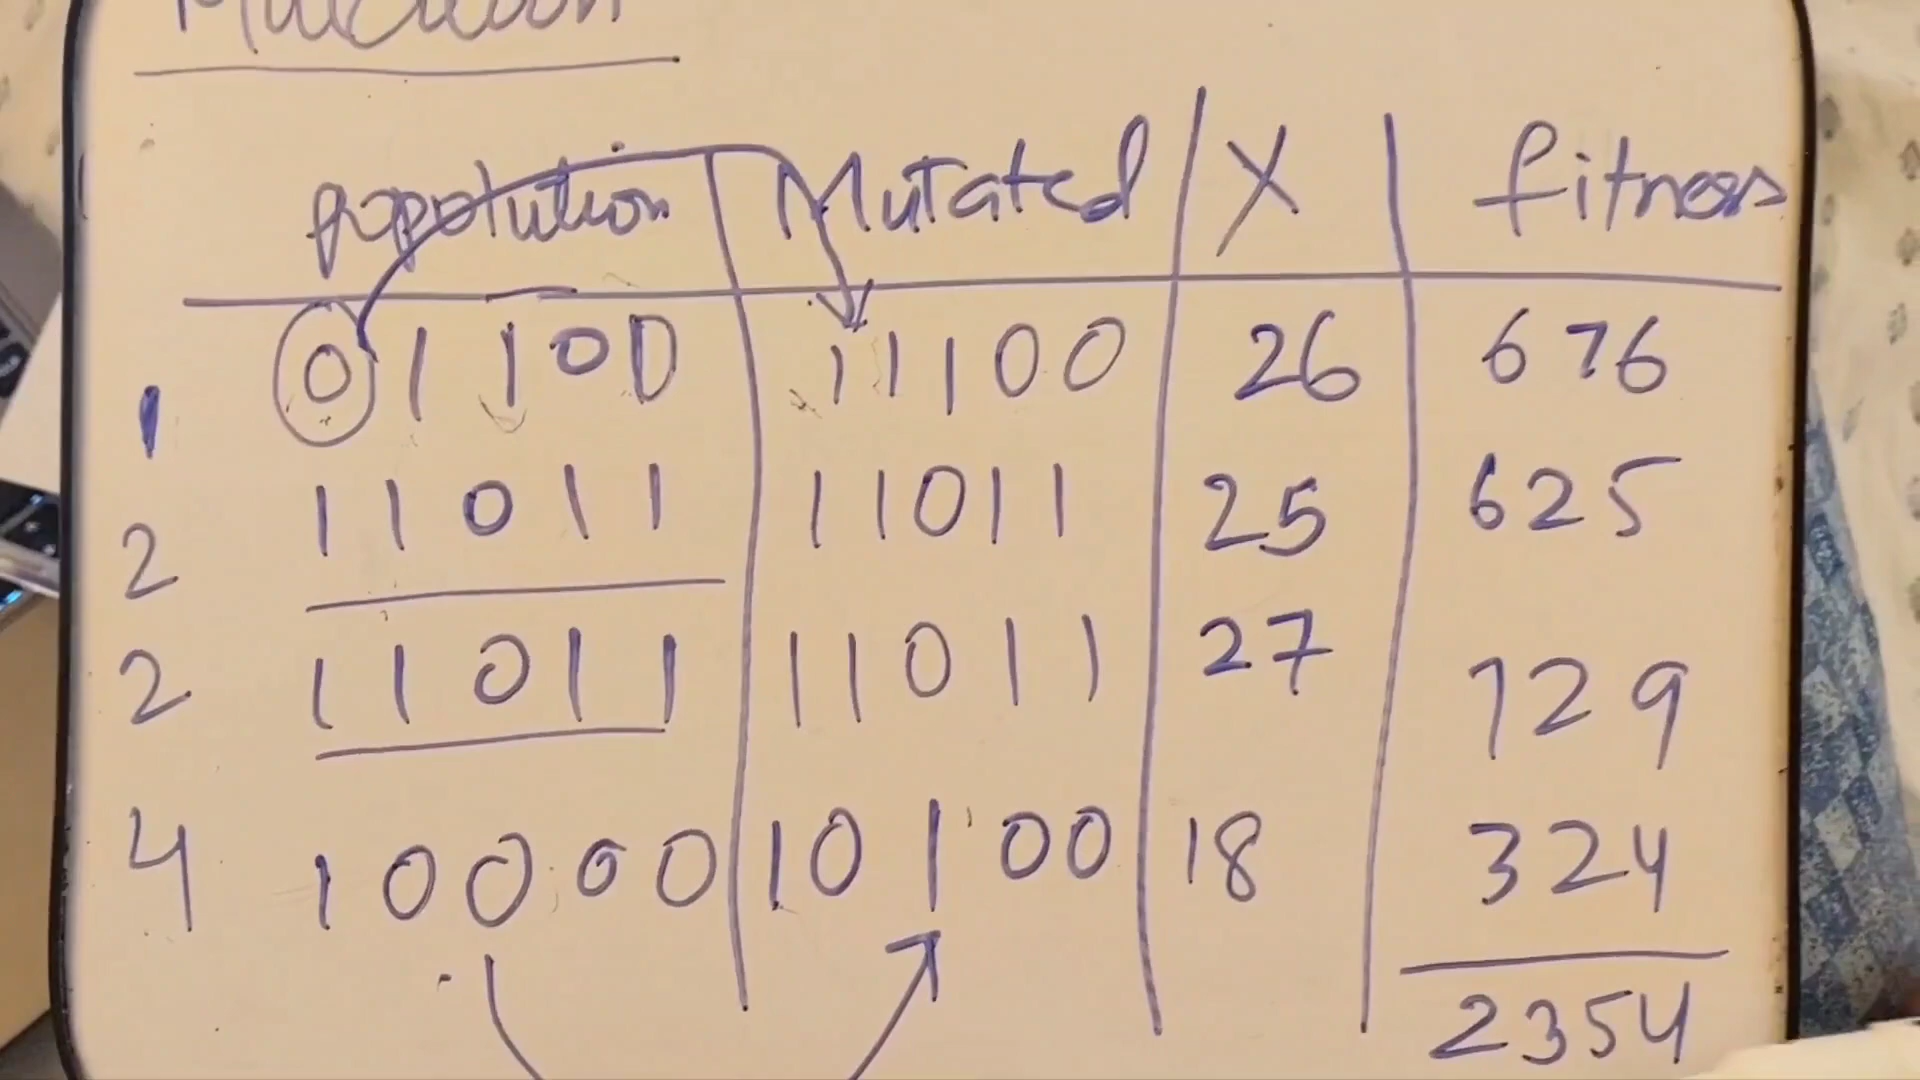 Mutation
population Mutated X fitness
1 01100 11100 26 676
2 11011 11011 25 625
2 11011 11011 27 729
4 10000 10100 18 324
2354